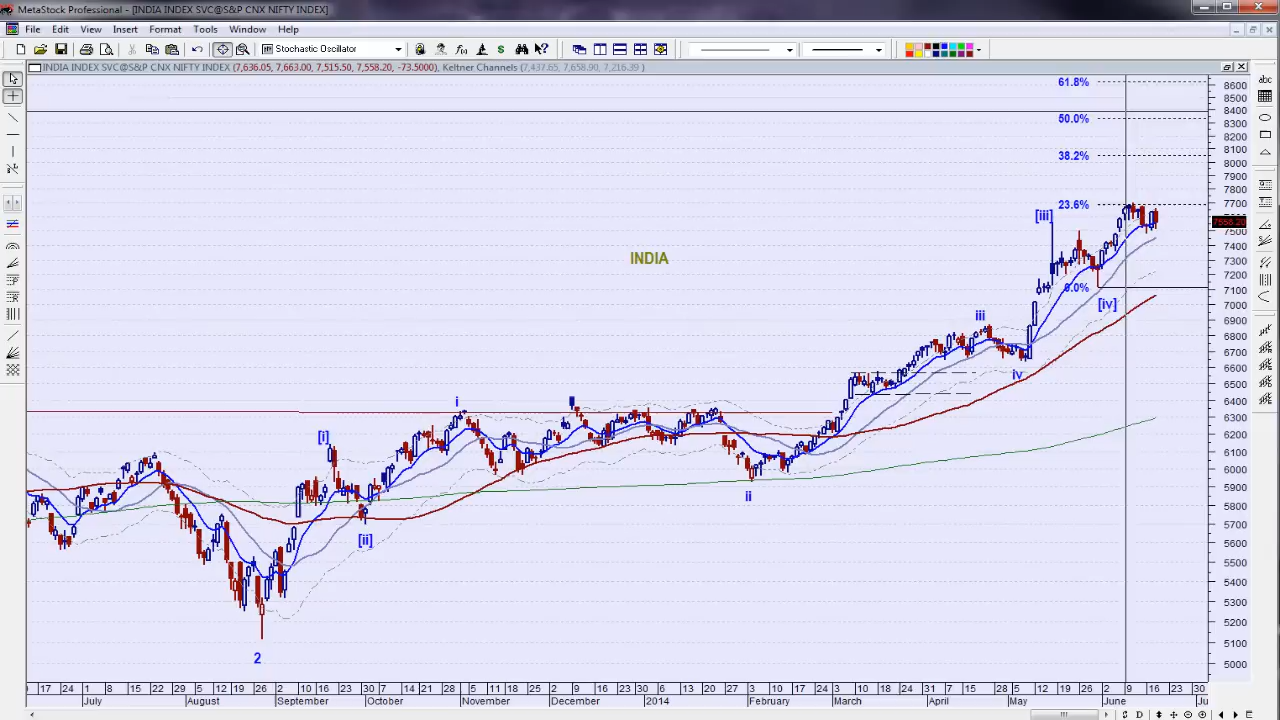 MetaStock Professional - [INDIA INDEX SVC@S&P CNX NIFTY INDEX]
File Edit View Insert Format Tools Window Help
Stochastic Oscillator
INDIA INDEX SVC@S&P CNX NIFTY INDEX (7,636.05, 7,663.00, 7,515.50, 7,558.20, -73.5000), Keltner Channels (7,437.65, 7,658.90, 7,216.39 )
abc
61.8%
8600
8500
8400
50.0%
8300
8200
38.2%
8100
8000
7900
7800
23.6%
7700
[iii]
7558.20
7500
7400
INDIA
7300
7200
0.0%
7100
[iv]
7000
iii
6900
6800
6700
iv
6600
6500
i
6400
6300
[i]
6200
6100
6000
ii
5900
5800
5700
[ii]
5600
5500
5400
5300
5200
5100
2
5000
17 24 1 8 15 22 29 5 12 19 26 2 10 16 23 30 7 14 21 28 4 11 18 25 2 9 16 23 30 6 13 20 27 3 10 17 24 3 10 18 24 31 7 15 28 5 12 19 26 2 9 16 23 30
July August September October November December 2014 February March April May June Ju
D